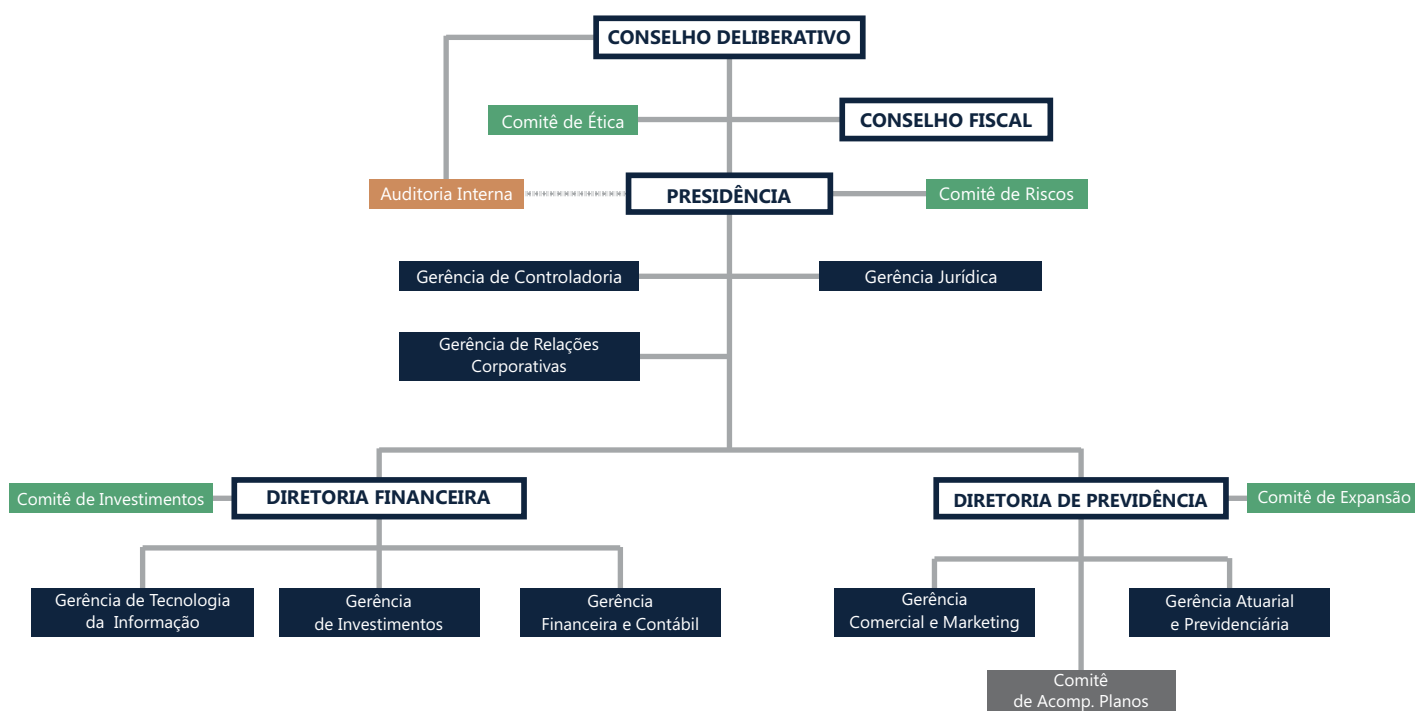 CONSELHO DELIBERATIVO
Comitê de Ética
CONSELHO FISCAL
Auditoria Interna
PRESIDÊNCIA
Comitê de Riscos
Gerência de Controladoria
Gerência Jurídica
Gerência de Relações
Corporativas
Comitê de Investimentos
DIRETORIA FINANCEIRA
DIRETORIA DE PREVIDÊNCIA
Comitê de Expansão
Gerência de Tecnologia
da Informação
Gerência
de Investimentos
Gerência
Financeira e Contábil
Gerência
Comercial e Marketing
Gerência Atuarial
e Previdenciária
Comitê
de Acomp. Planos